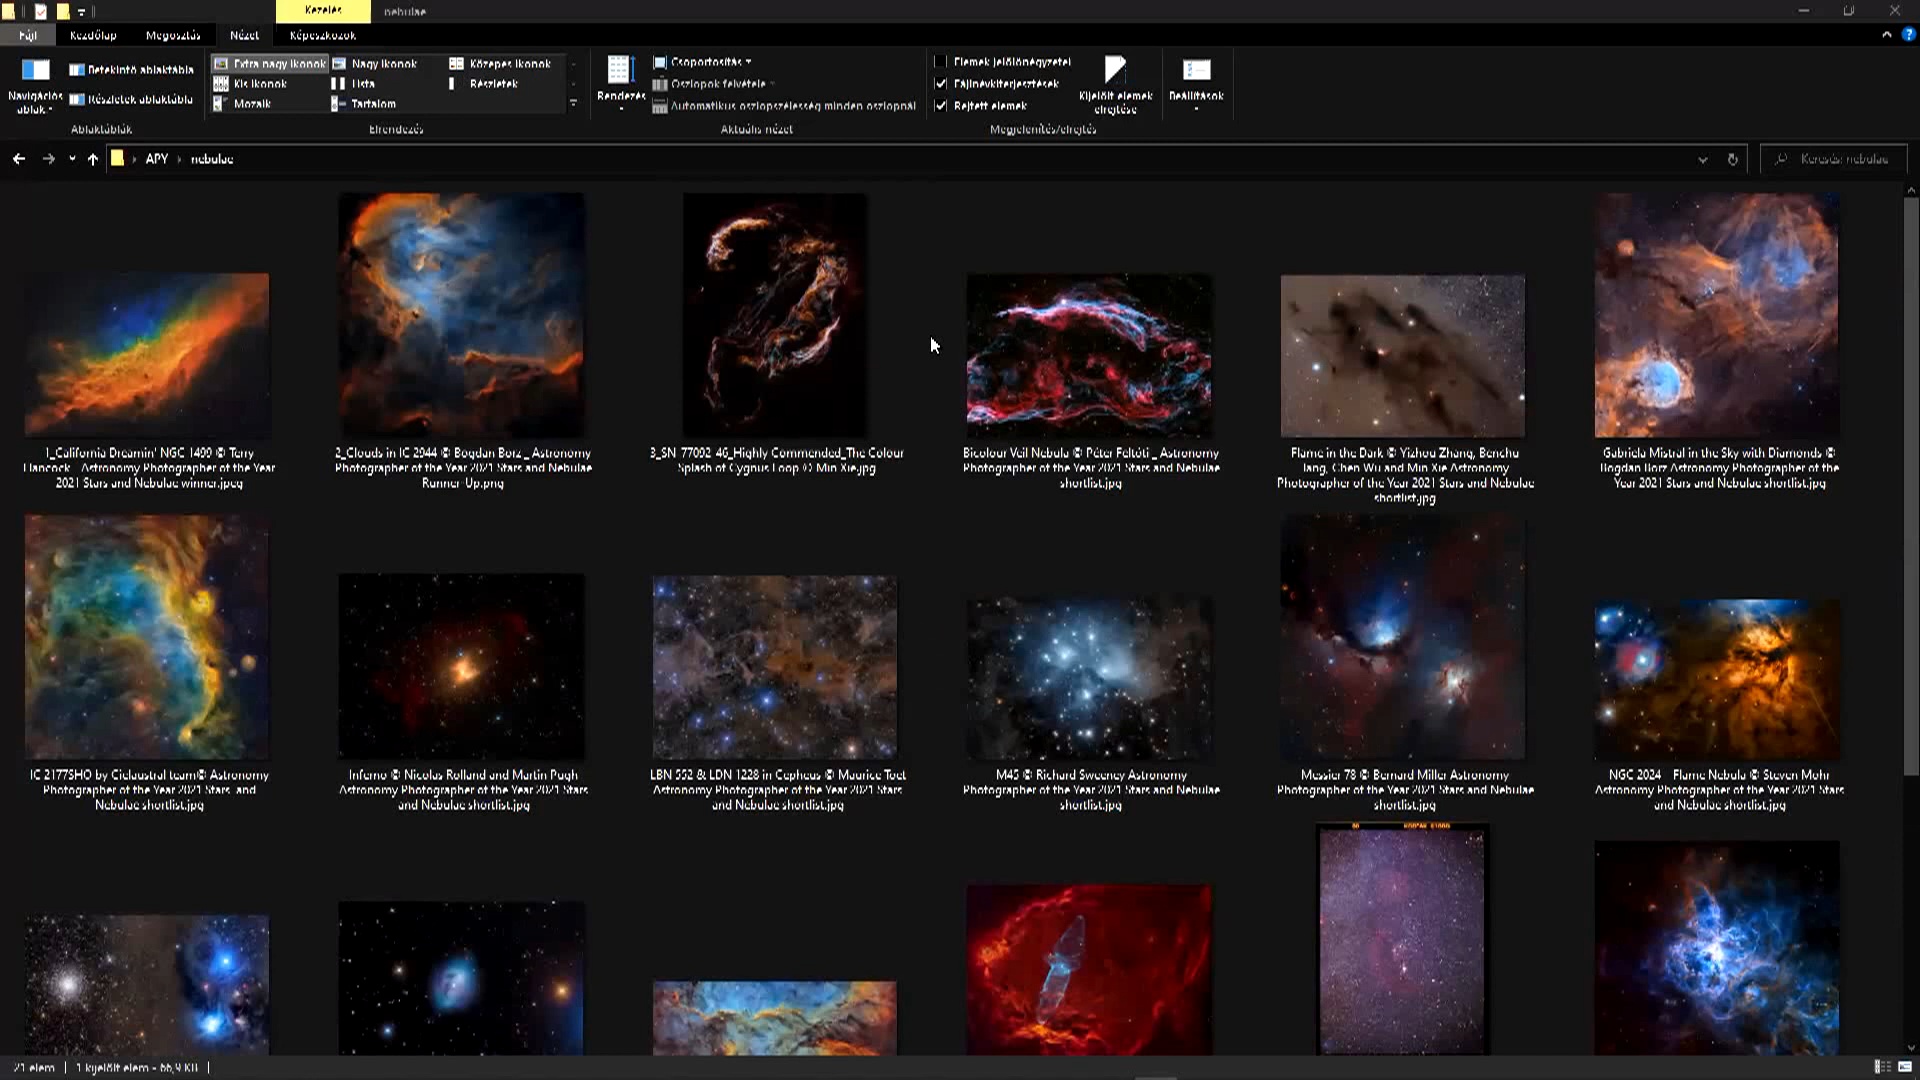 Kezelés
nebulae
Fájl Kezdőlap Megosztás Nézet Képeszközök
Navigációs ablak
Betekintő ablaktábla
Részletek ablaktábla
Ablaktáblák
Extra nagy ikonok Nagy ikonok Közepes ikonok
Kis ikonok Lista Részletek
Mozaik Tartalom
Elrendezés
Rendezés
Csoportosítás
Oszlopok felvétele
Automatikus oszlopszélesség minden oszlopnál
Aktuális nézet
Elemek jelölőnégyzetei
Fájlnévkiterjesztések
Rejtett elemek
Kijelölt elemek
elrejtése
Megjelenítés/elrejtés
Beállítások
APY nebulae
Keresés: nebulae
1_California Dreamin' NGC 1499 © Terry
Hancock _ Astronomy Photographer of the Year
2021 Stars and Nebulae winner.jpeg
2_Clouds in IC 2944 © Bogdan Borz _ Astronomy
Photographer of the Year 2021 Stars and Nebulae
Runner-Up.png
3_SN-77092-46_Highly Commended_The Colour
Splash of Cygnus Loop © Min Xie.jpg
Bicolour Veil Nebula © Péter Feltóti _ Astronomy
Photographer of the Year 2021 Stars and Nebulae
shortlist.jpg
Flame in the Dark © Yizhou Zhang, Benchu
Tang, Chen Wu and Min Xie Astronomy
Photographer of the Year 2021 Stars and Nebulae
shortlist.jpg
Gabriela Mistral in the Sky with Diamonds ©
Bogdan Borz Astronomy Photographer of the
Year 2021 Stars and Nebulae shortlist.jpg
IC 2177SHO by Cielaustral team© Astronomy
Photographer of the Year 2021 Stars and
Nebulae shortlist.jpg
Inferno © Nicolas Rolland and Martin Pugh
Astronomy Photographer of the Year 2021 Stars
and Nebulae shortlist.jpg
LBN 552 & LDN 1228 in Cepheus © Maurice Toet
Astronomy Photographer of the Year 2021 Stars
and Nebulae shortlist.jpg
M45 © Richard Sweeney Astronomy
Photographer of the Year 2021 Stars and Nebulae
shortlist.jpg
Messier 78 © Bernard Miller Astronomy
Photographer of the Year 2021 Stars and Nebulae
shortlist.jpg
NGC 2024 - Flame Nebula © Steven Mohr
Astronomy Photographer of the Year 2021 Stars
and Nebulae shortlist.jpg
21 elem 1 kijelölt elem - 66,9 KB